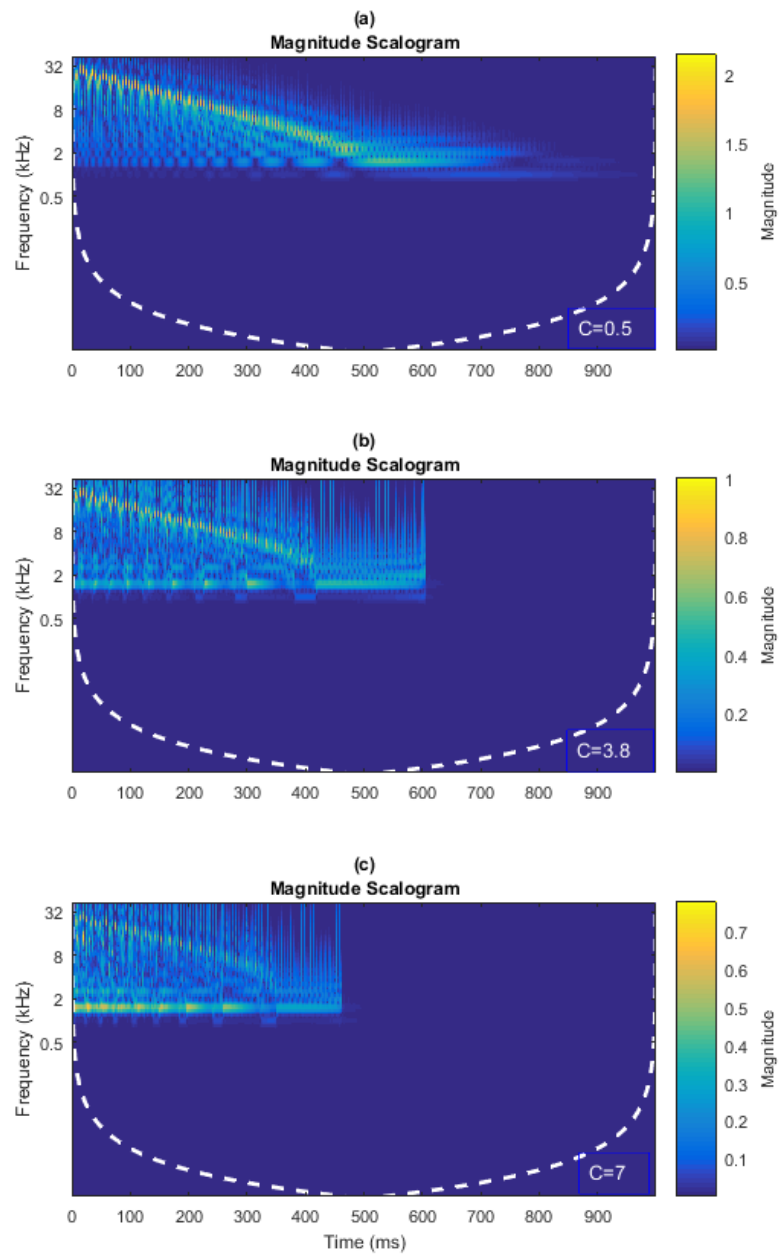 (a)
Magnitude Scalogram
32
8
2
0.5
Frequency (kHz)
C=0.5
0 100 200 300 400 500 600 700 800 900
2
1.5
1
0.5
Magnitude
(b)
Magnitude Scalogram
32
8
2
0.5
Frequency (kHz)
C=3.8
0 100 200 300 400 500 600 700 800 900
1
0.8
0.6
0.4
0.2
Magnitude
(c)
Magnitude Scalogram
32
8
2
0.5
Frequency (kHz)
C=7
0 100 200 300 400 500 600 700 800 900
Time (ms)
0.7
0.6
0.5
0.4
0.3
0.2
0.1
Magnitude